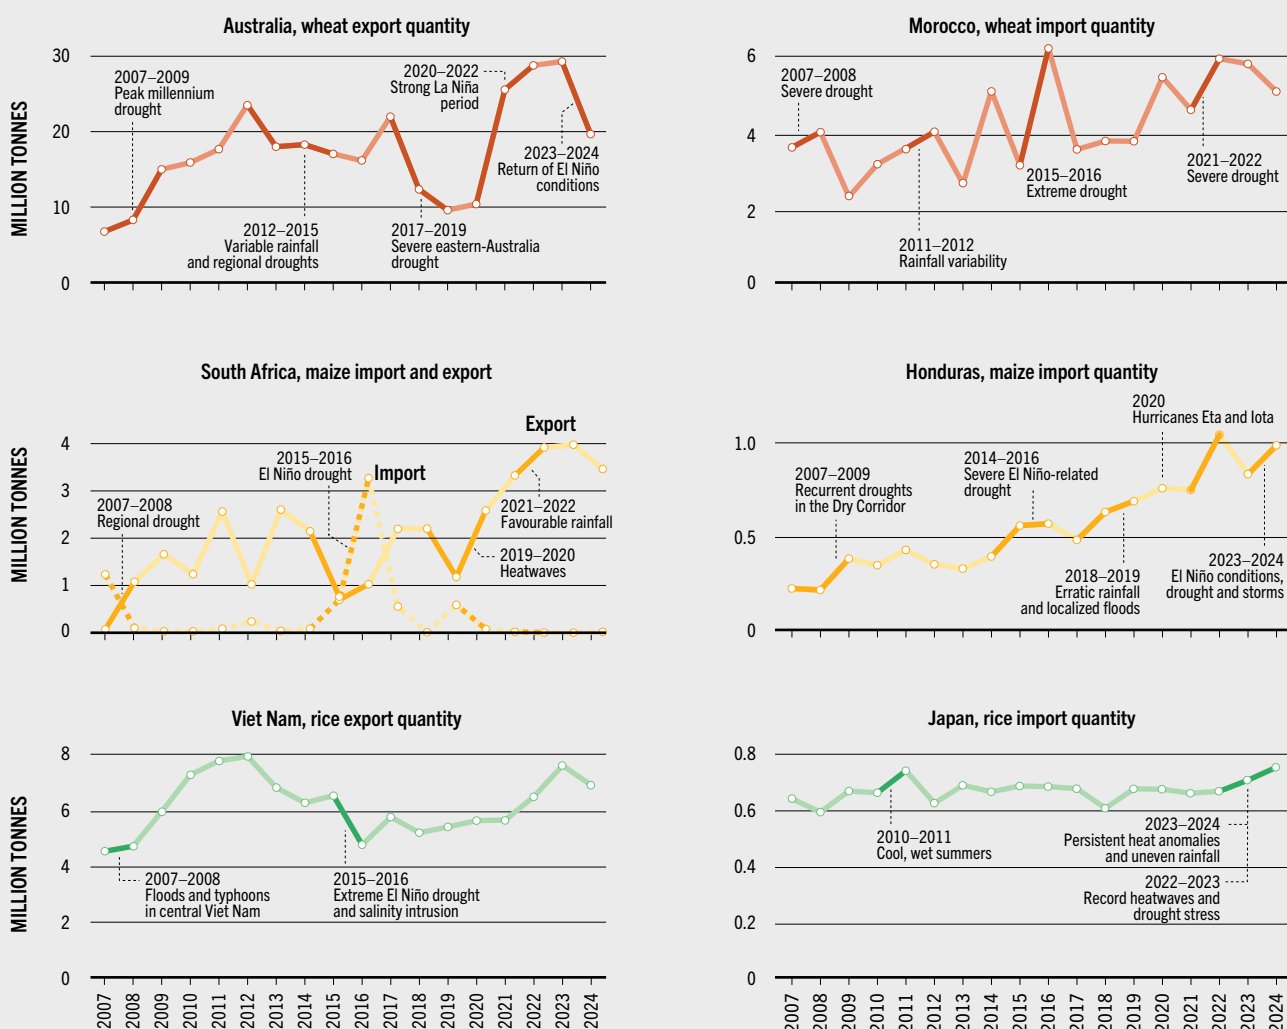 Australia, wheat export quantity
MILLION TONNES
30
20
10
0
2007–2009
Peak millennium
drought
2012–2015
Variable rainfall
and regional droughts
2020–2022
Strong La Niña
period
2023–2024
Return of El Niño
conditions
2017–2019
Severe eastern-Australia
drought
Morocco, wheat import quantity
6
4
2
0
2007–2008
Severe drought
2011–2012
Rainfall variability
2015–2016
Extreme drought
2021–2022
Severe drought
South Africa, maize import and export
MILLION TONNES
4
3
2
1
0
2007–2008
Regional drought
2015–2016
El Niño drought
Import
Export
2021–2022
Favourable rainfall
2019–2020
Heatwaves
Honduras, maize import quantity
1.0
0.5
0
2007–2009
Recurrent droughts
in the Dry Corridor
2014–2016
Severe El Niño-related
drought
2020
Hurricanes Eta and Iota
2018–2019
Erratic rainfall
and localized floods
2023–2024
El Niño conditions,
drought and storms
Viet Nam, rice export quantity
MILLION TONNES
8
6
4
2
0
2007–2008
Floods and typhoons
in central Viet Nam
2015–2016
Extreme El Niño drought
and salinity intrusion
2007
2008
2009
2010
2011
2012
2013
2014
2015
2016
2017
2018
2019
2020
2021
2022
2023
2024
Japan, rice import quantity
0.8
0.6
0.4
0.2
0
2010–2011
Cool, wet summers
2023–2024
Persistent heat anomalies
and uneven rainfall
2022–2023
Record heatwaves and
drought stress
2007
2008
2009
2010
2011
2012
2013
2014
2015
2016
2017
2018
2019
2020
2021
2022
2023
2024